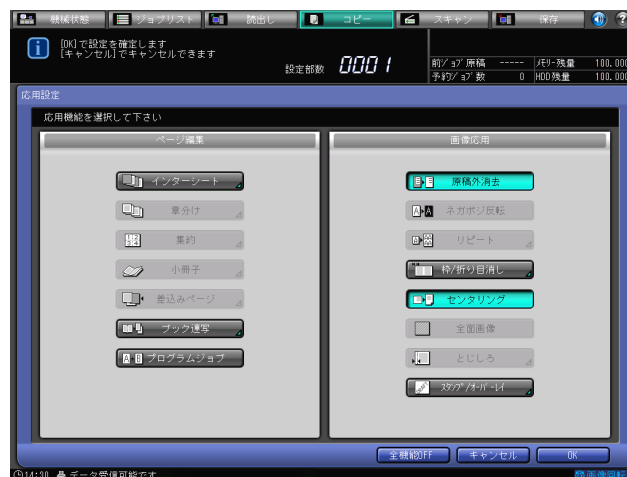 機械状態 ジョブリスト 読出し コピー スキャン 保存 ?
[OK]で設定を確定します
[キャンセル]でキャンセルできます
設定部数 0001
前ｼﾞｮﾌﾞ原稿 ----- ﾒﾓﾘｰ残量 100.000
予約ｼﾞｮﾌﾞ数 0 HDD残量 100.000
応用設定
応用機能を選択して下さい
ページ編集 画像応用
インターシート 原稿外消去
章分け ネガポジ反転
集約 リピート
小冊子 枠/折り目消し
差込みページ センタリング
ブック連写 全面画像
プログラムジョブ とじしろ
ｽﾀﾝﾌﾟ/ｵｰﾊﾞｰﾚｲ
全機能OFF キャンセル OK
14:30 データ受信可能です 画像回転